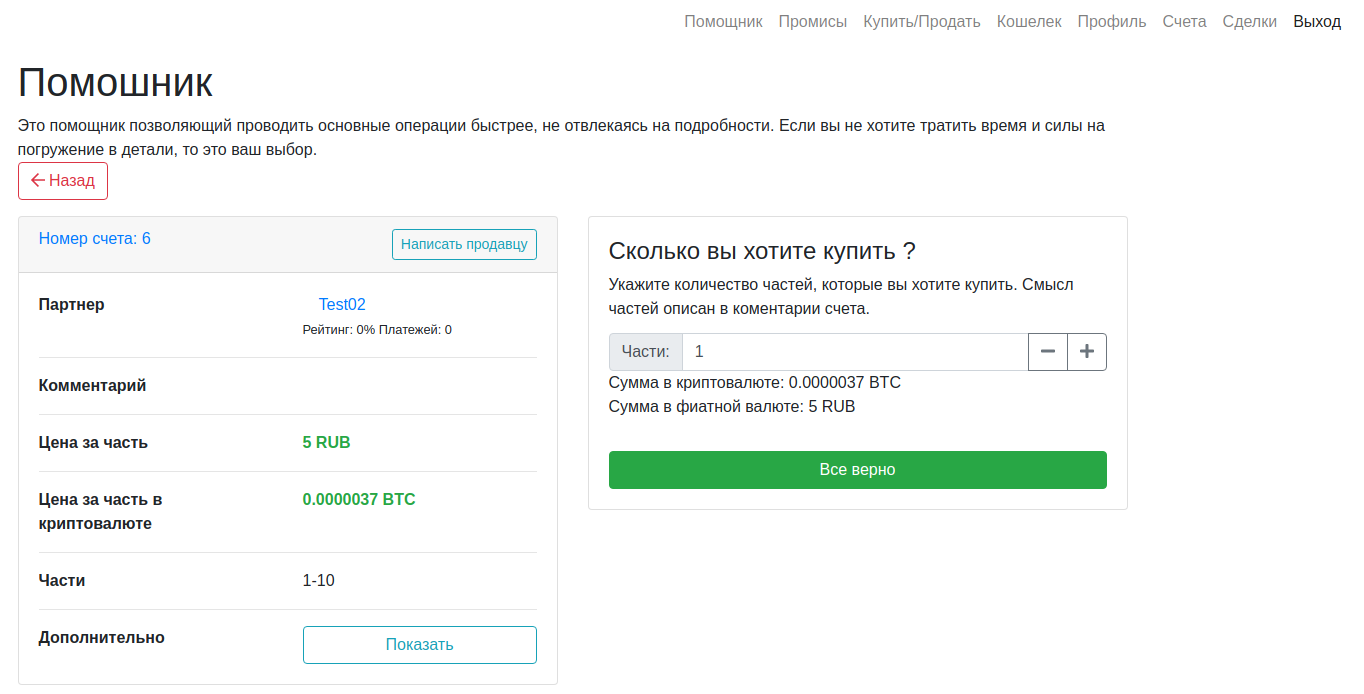 Помощник Промисы Купить/Продать Кошелек Профиль Счета Сделки Выход
Помошник
Это помощник позволяющий проводить основные операции быстрее, не отвлекаясь на подробности. Если вы не хотите тратить время и силы на
погружение в детали, то это ваш выбор.
Назад
Номер счета: 6 Написать продавцу
Партнер Test02
Рейтинг: 0% Платежей: 0
Комментарий
Цена за часть 5 RUB
Цена за часть в 0.0000037 BTC
криптовалюте
Части 1-10
Дополнительно Показать
Сколько вы хотите купить ?
Укажите количество частей, которые вы хотите купить. Смысл
частей описан в коментарии счета.
Части: 1
Сумма в криптовалюте: 0.0000037 BTC
Сумма в фиатной валюте: 5 RUB
Все верно